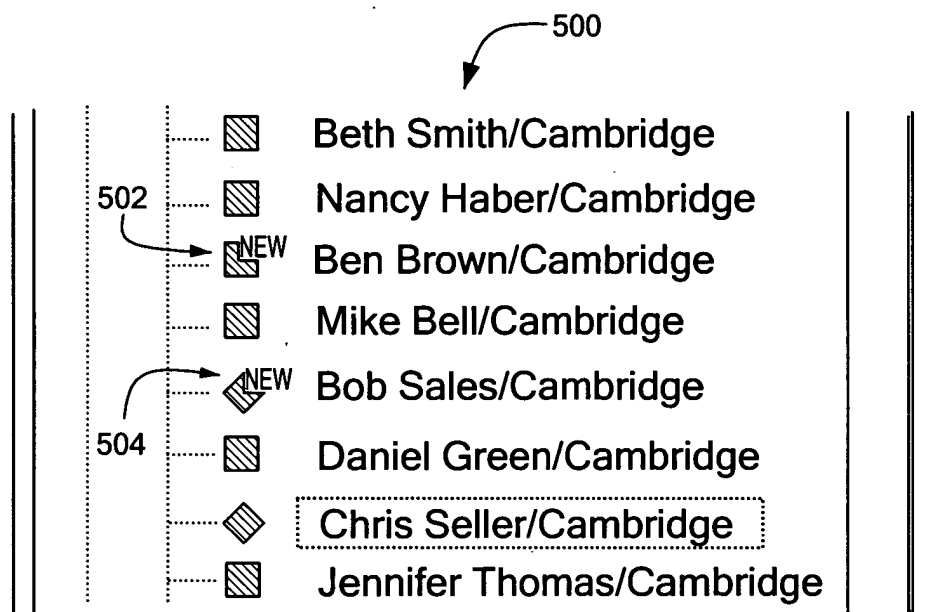 500
Beth Smith/Cambridge
502
Nancy Haber/Cambridge
NEW Ben Brown/Cambridge
Mike Bell/Cambridge
NEW Bob Sales/Cambridge
504
Daniel Green/Cambridge
Chris Seller/Cambridge
Jennifer Thomas/Cambridge